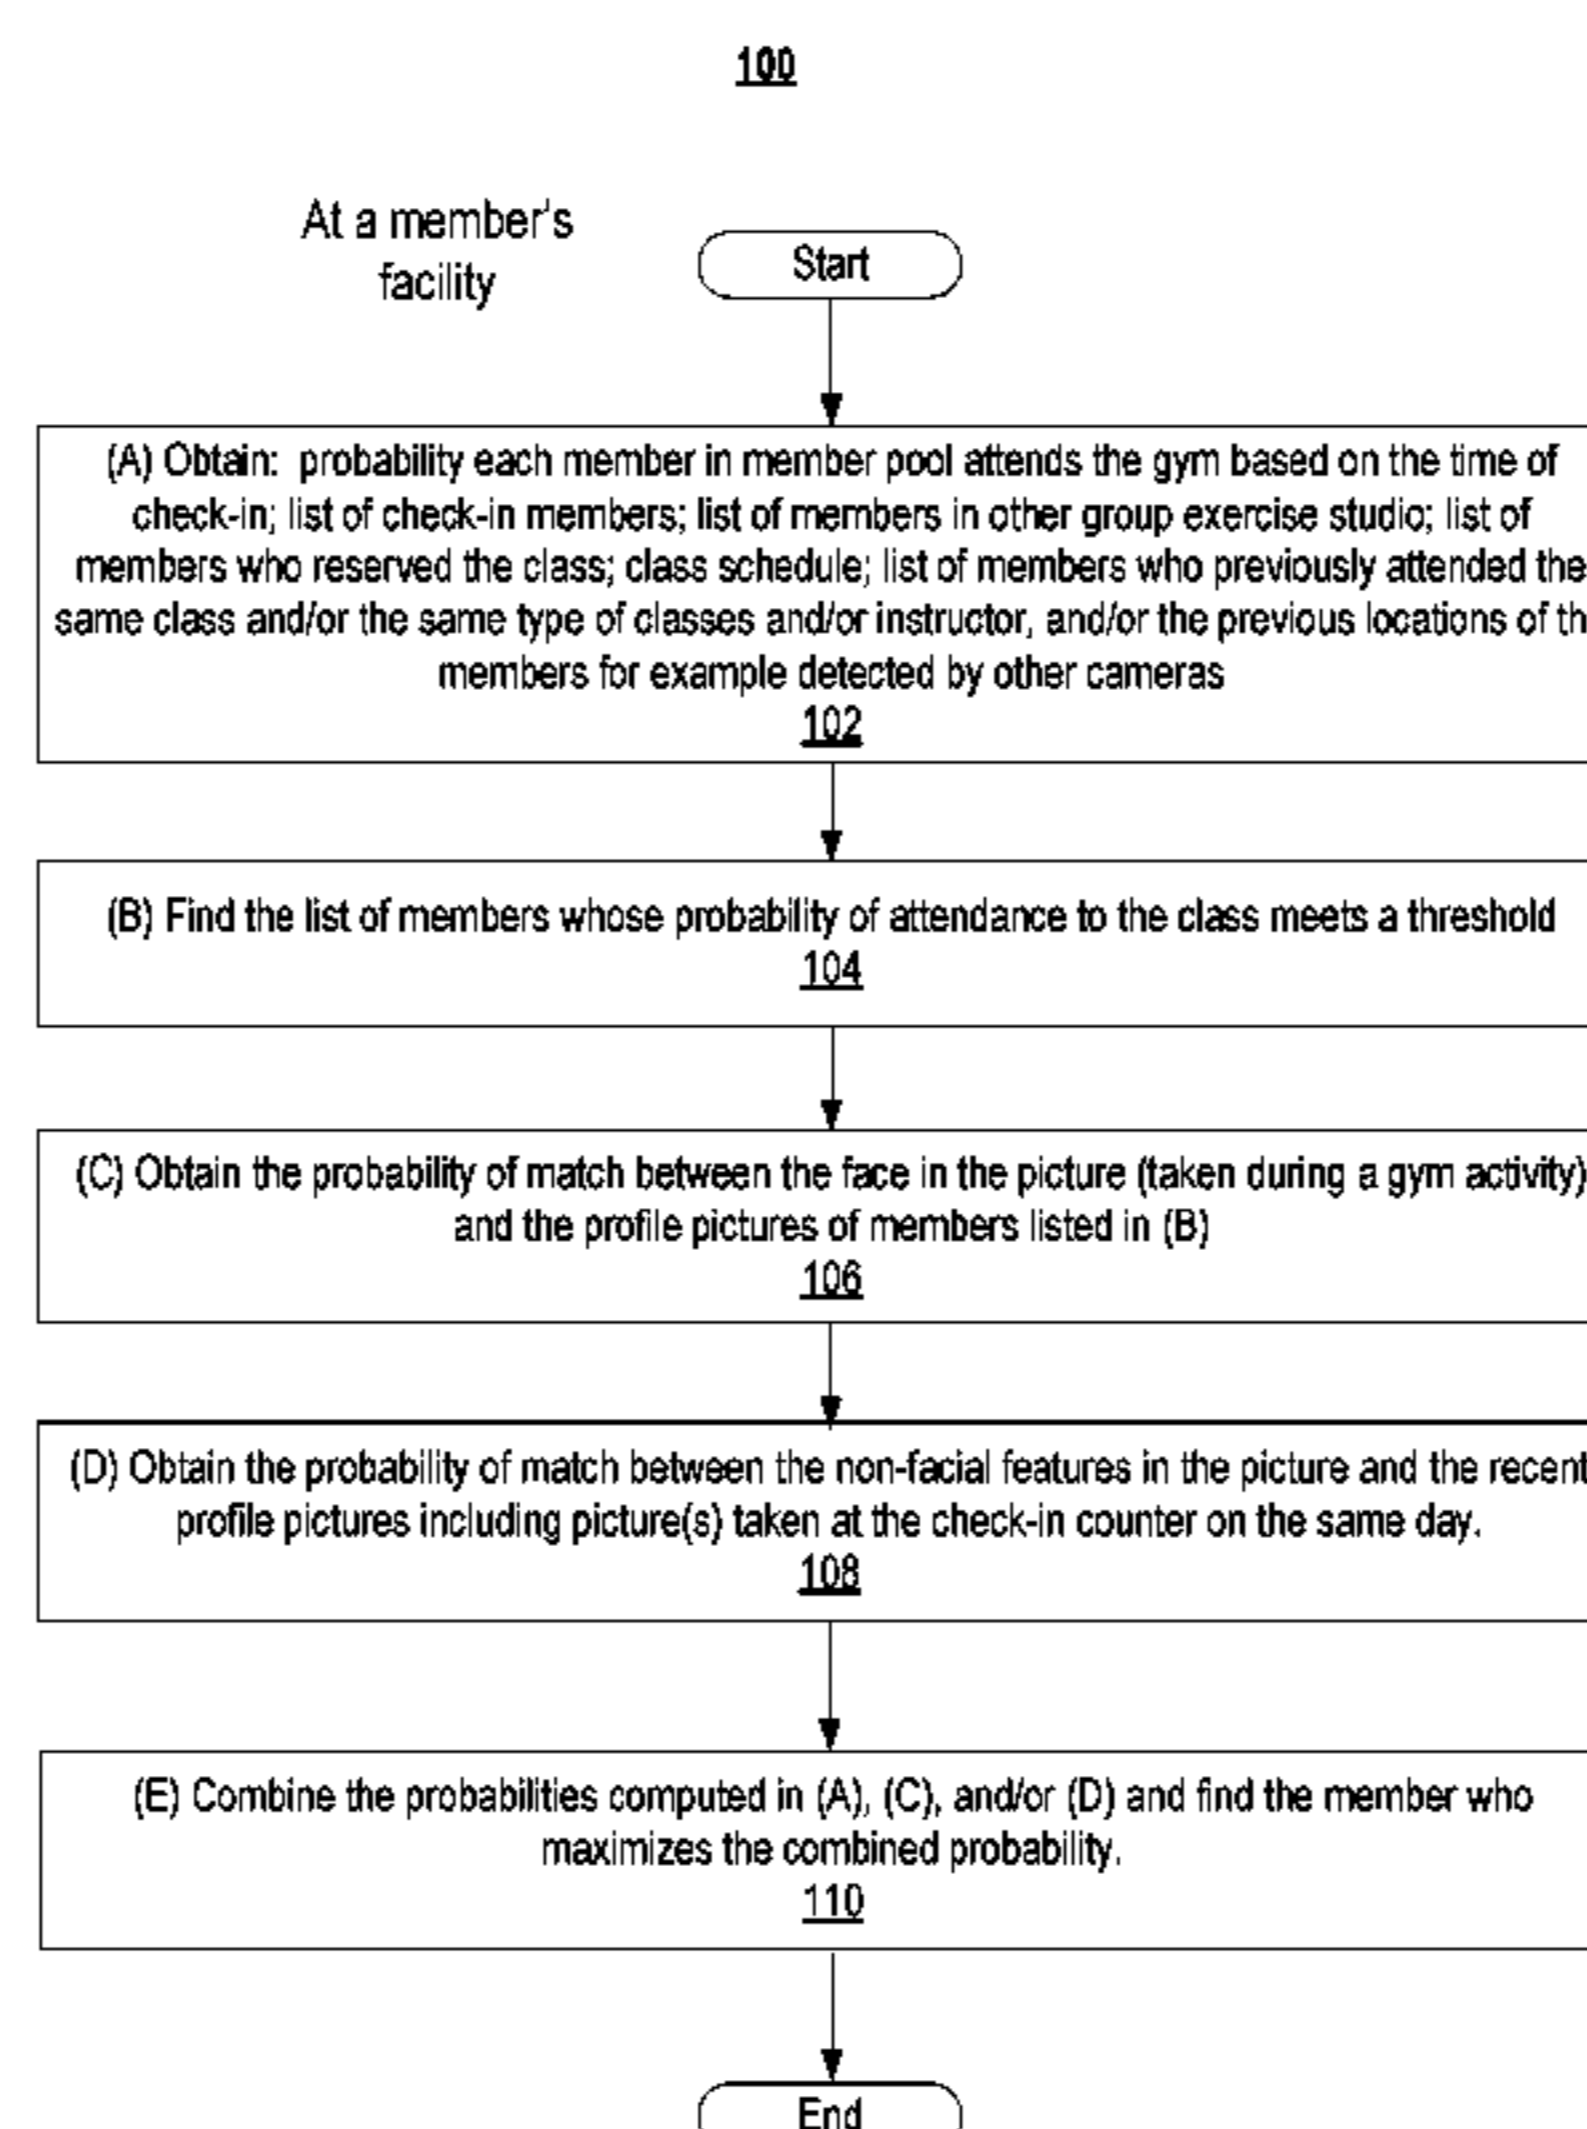 100
At a member's
facility
Start
(A) Obtain: probability each member in member pool attends the gym based on the time of
check-in; list of check-in members; list of members in other group exercise studio; list of
members who reserved the class; class schedule; list of members who previously attended the
same class and/or the same type of classes and/or instructor, and/or the previous locations of th
members for example detected by other cameras
102
(B) Find the list of members whose probability of attendance to the class meets a threshold
104
(C) Obtain the probability of match between the face in the picture (taken during a gym activity)
and the profile pictures of members listed in (B)
106
(D) Obtain the probability of match between the non-facial features in the picture and the recent
profile pictures including picture(s) taken at the check-in counter on the same day.
108
(E) Combine the probabilities computed in (A), (C), and/or (D) and find the member who
maximizes the combined probability.
110
End